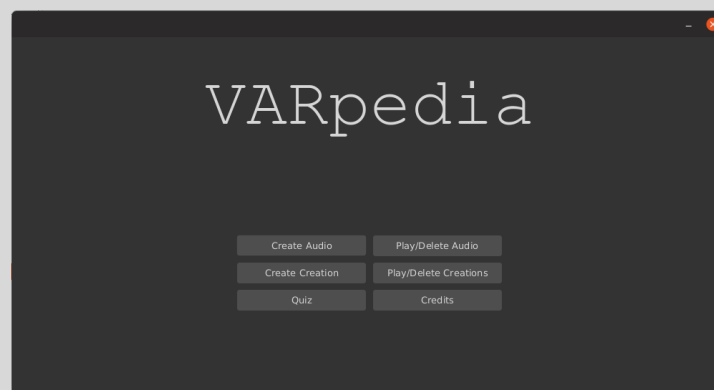 VARpedia
Create Audio
Play/Delete Audio
Create Creation
Play/Delete Creations
Quiz
Credits